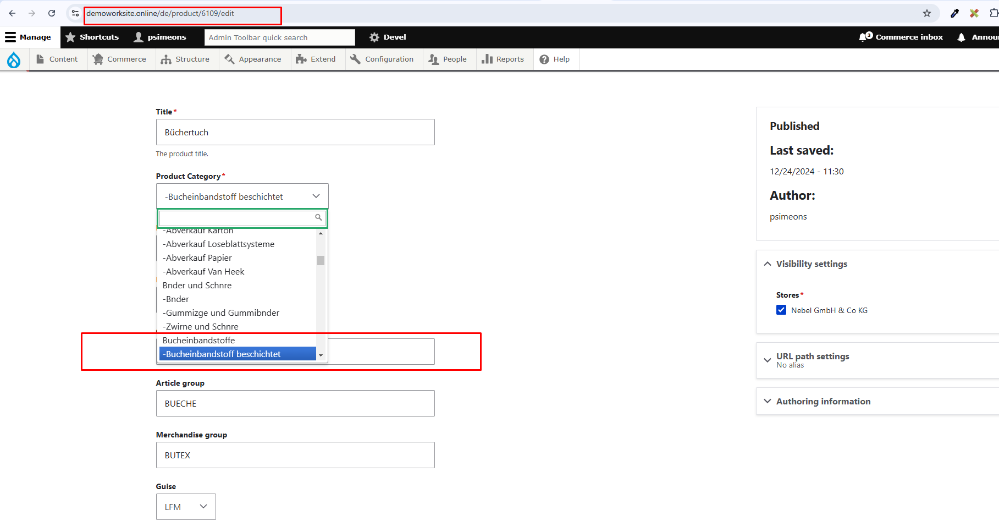 demoworksite.online/de/product/6109/edit
Manage Shortcuts psimeons Admin Toolbar quick search Devel 3 Commerce inbox Announ
Content Commerce Structure Appearance Extend Configuration People Reports Help
Title*
Büchertuch
The product title.
Product Category*
-Bucheinbandstoff beschichtet
-Abverkauf Karton
-Abverkauf Loseblattsysteme
-Abverkauf Papier
-Abverkauf Van Heek
Bnder und Schnre
-Bnder
-Gummizge und Gummibnder
-Zwirne und Schnre
Bucheinbandstoffe
-Bucheinbandstoff beschichtet
Article group
BUECHE
Merchandise group
BUTEX
Guise
LFM
Published
Last saved:
12/24/2024 - 11:30
Author:
psimeons
Visibility settings
Stores*
Nebel GmbH & Co KG
URL path settings
No alias
Authoring information